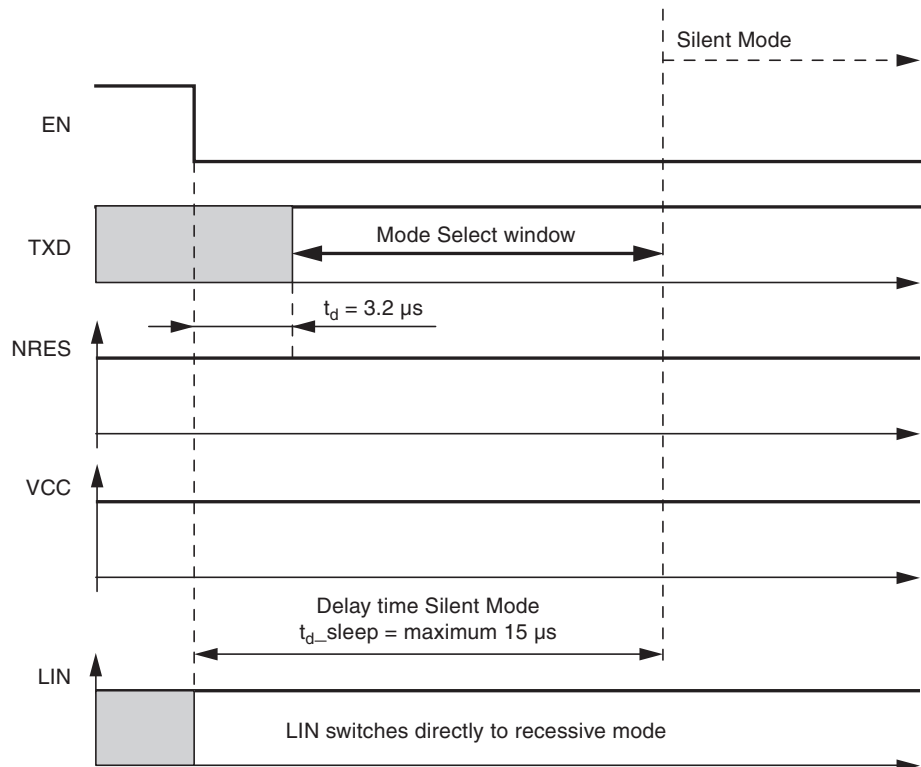 Silent Mode
EN
TXD
Mode Select window
t_d = 3.2 µs
NRES
VCC
Delay time Silent Mode
t_d_sleep = maximum 15 µs
LIN
LIN switches directly to recessive mode